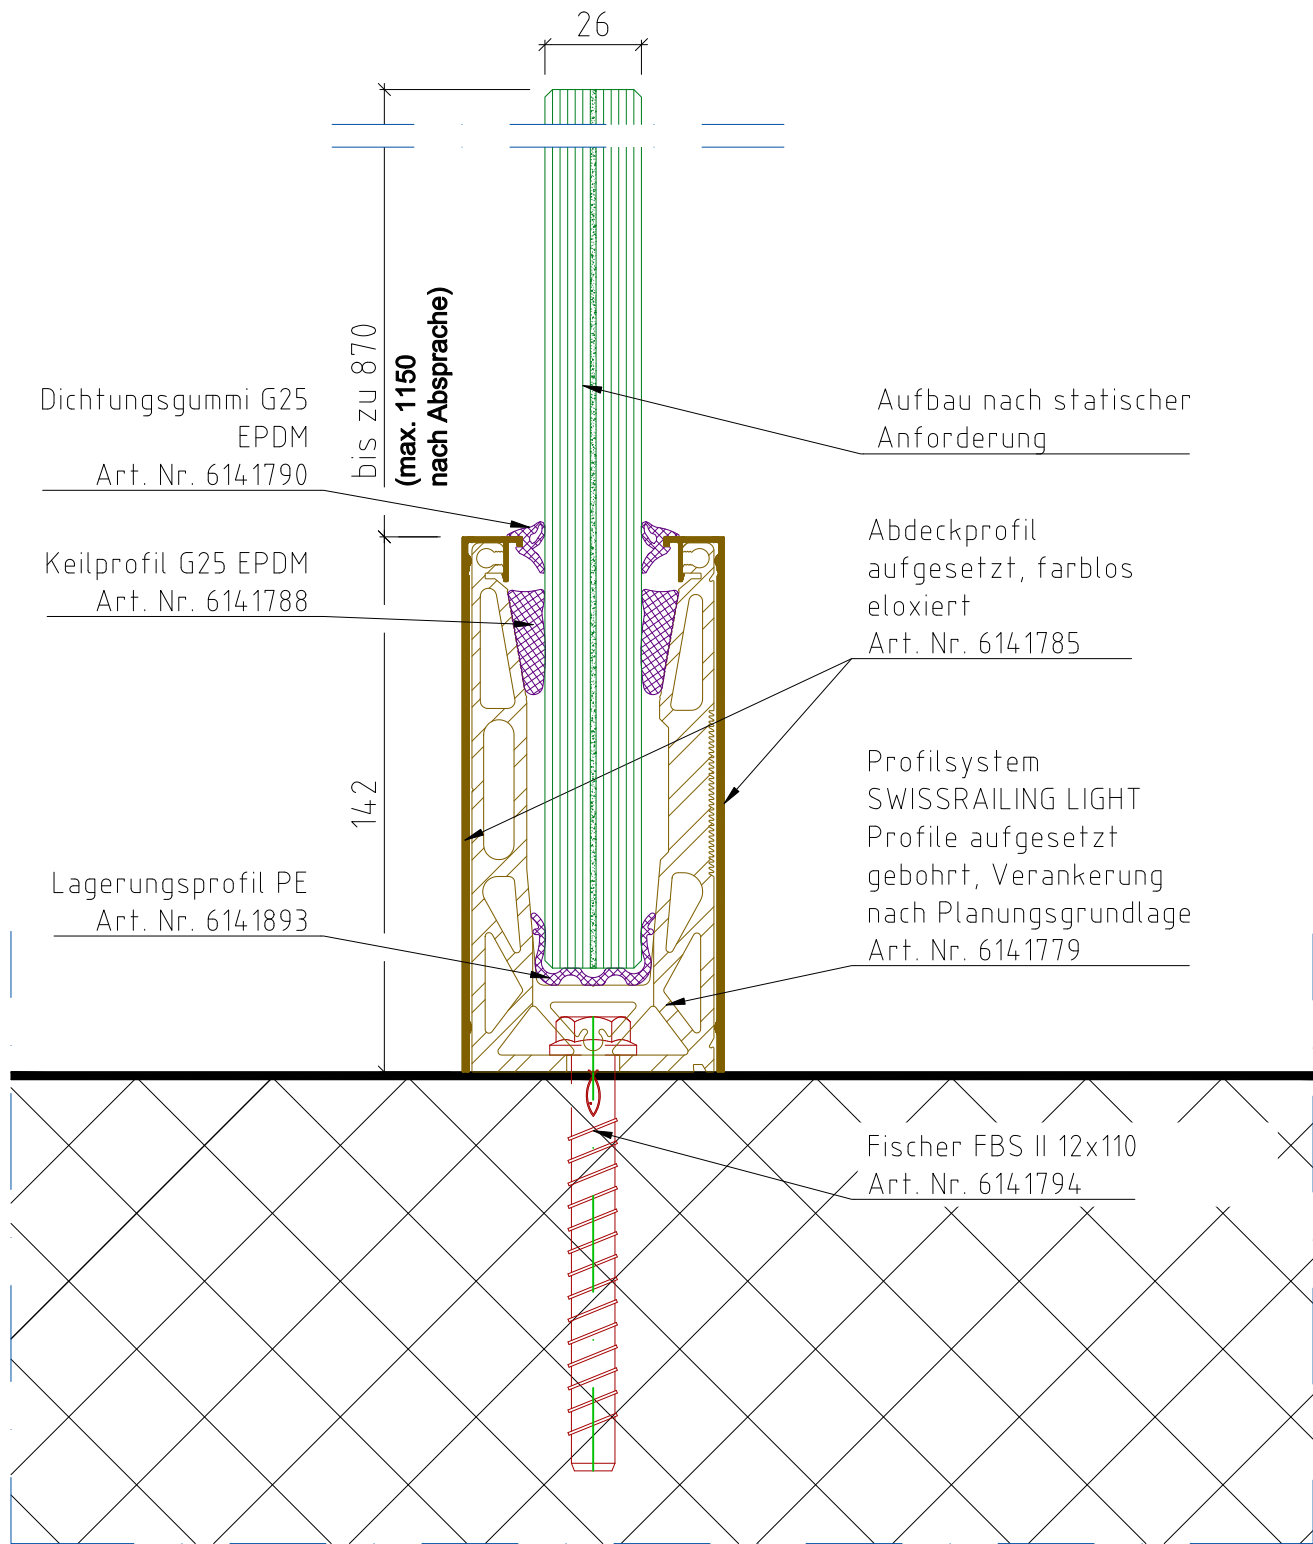 26
bis zu 870
(max. 1150
nach Absprache)
Dichtungsgummi G25
EPDM
Art. Nr. 6141790
Keilprofil G25 EPDM
Art. Nr. 6141788
142
Lagerungsprofil PE
Art. Nr. 6141893
Aufbau nach statischer
Anforderung
Abdeckprofil
aufgesetzt, farblos
eloxiert
Art. Nr. 6141785
Profilsystem
SWISSRAILING LIGHT
Profile aufgesetzt
gebohrt, Verankerung
nach Planungsgrundlage
Art. Nr. 6141779
Fischer FBS II 12x110
Art. Nr. 6141794